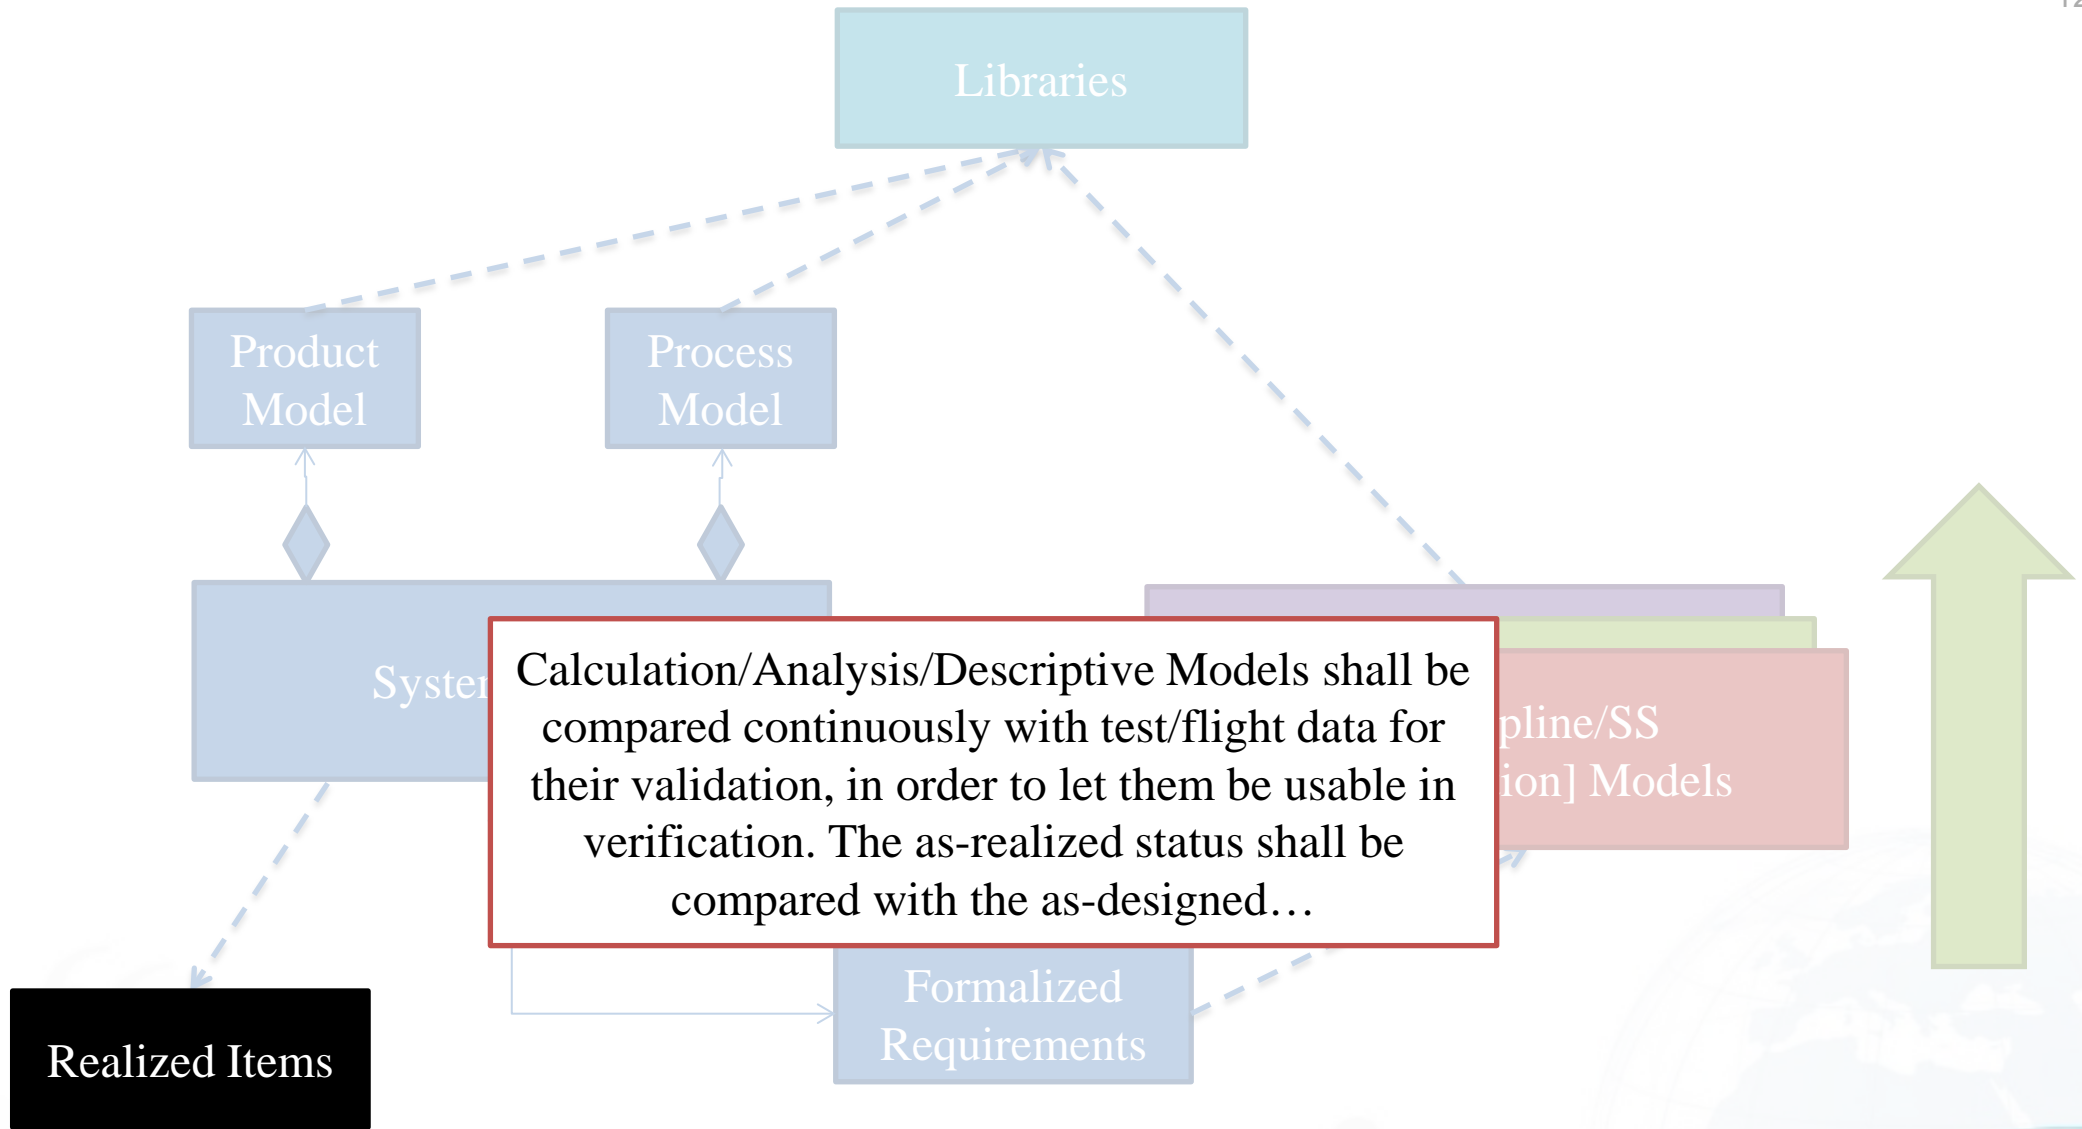 Libraries
Product
Model
Process
Model
Calculation/Analysis/Descriptive Models shall be
compared continuously with test/flight data for
their validation, in order to let them be usable in
verification. The as-realized status shall be
compared with the as-designed…
pline/SS
ion] Models
Formalized
Requirements
Realized Items